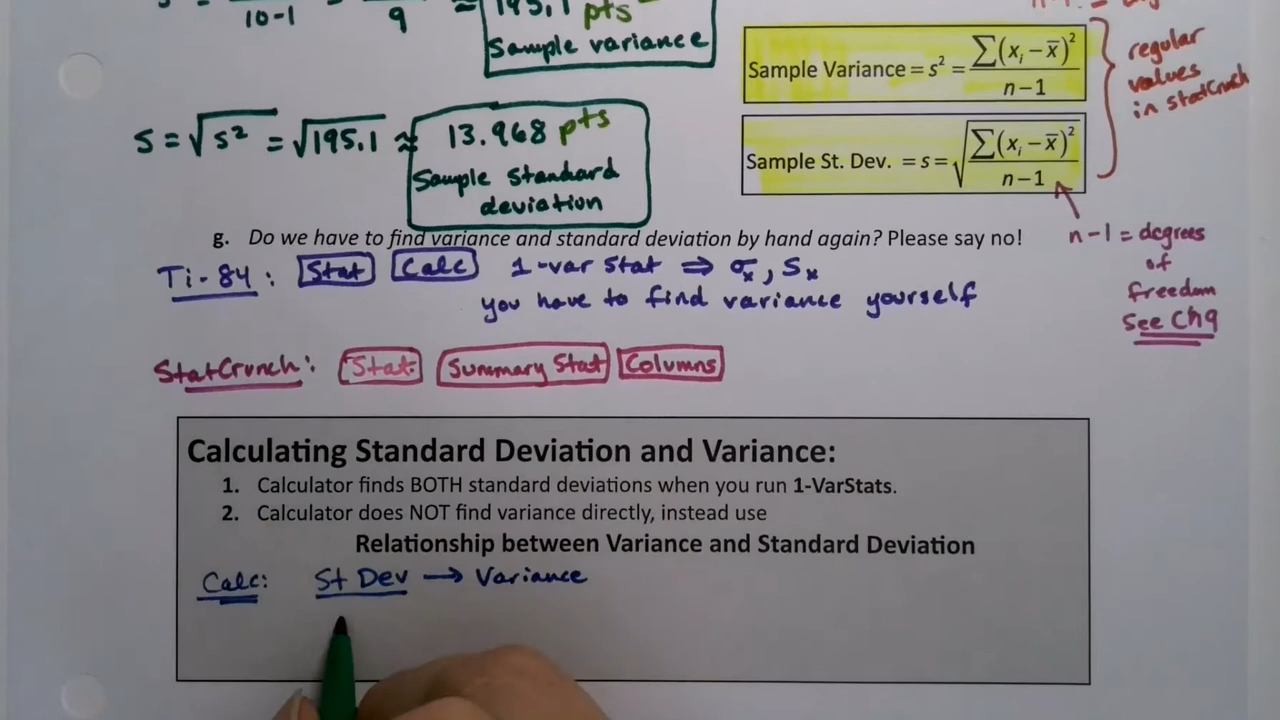 10-1 9 ≈ 195.1 pts
Sample variance
Sample Variance = s² = ∑(xᵢ − x̄)² / n−1
regular
values
in StatCrunch
S = √s² = √195.1 ≈ 13.968 pts
Sample standard
deviation
Sample St. Dev. = s = √(∑(xᵢ − x̄)² / n−1)
n-1 = degrees
of
freedom
See Ch9
g. Do we have to find variance and standard deviation by hand again? Please say no!
Ti-84: Stat Calc 1-var Stat ⇒ σx, Sx
you have to find variance yourself
StatCrunch: Stat Summary Stat Columns
Calculating Standard Deviation and Variance:
1. Calculator finds BOTH standard deviations when you run 1-VarStats.
2. Calculator does NOT find variance directly, instead use
Relationship between Variance and Standard Deviation
Calc: St Dev → Variance